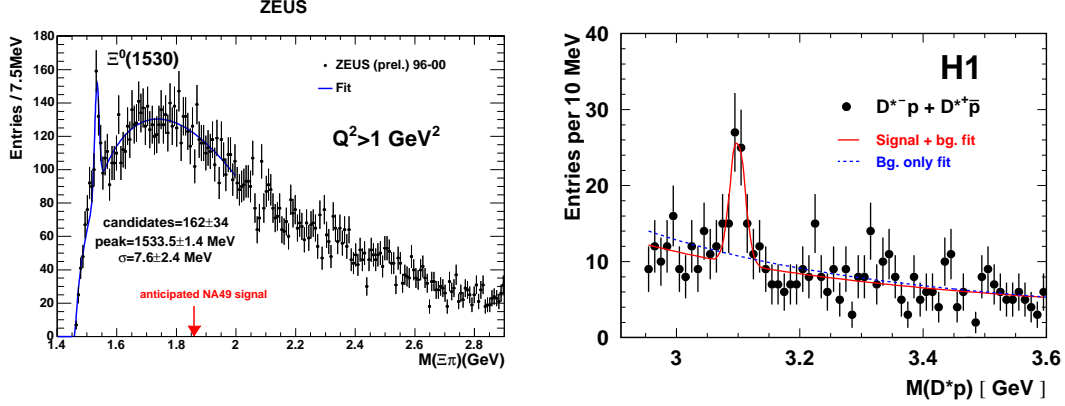 ZEUS
Entries / 7.5MeV
180
160
140
120
100
80
60
40
20
0
Ξ⁰(1530)
ZEUS (prel.) 96-00
Fit
Q²>1 GeV²
candidates=162±34
peak=1533.5±1.4 MeV
σ=7.6±2.4 MeV
anticipated NA49 signal
1.4 1.6 1.8 2 2.2 2.4 2.6 2.8
M(Ξπ)(GeV)
Entries per 10 MeV
40
30
20
10
0
H1
D*⁻p + D*⁺p̅
Signal + bg. fit
Bg. only fit
3 3.2 3.4 3.6
M(D*p) [ GeV ]